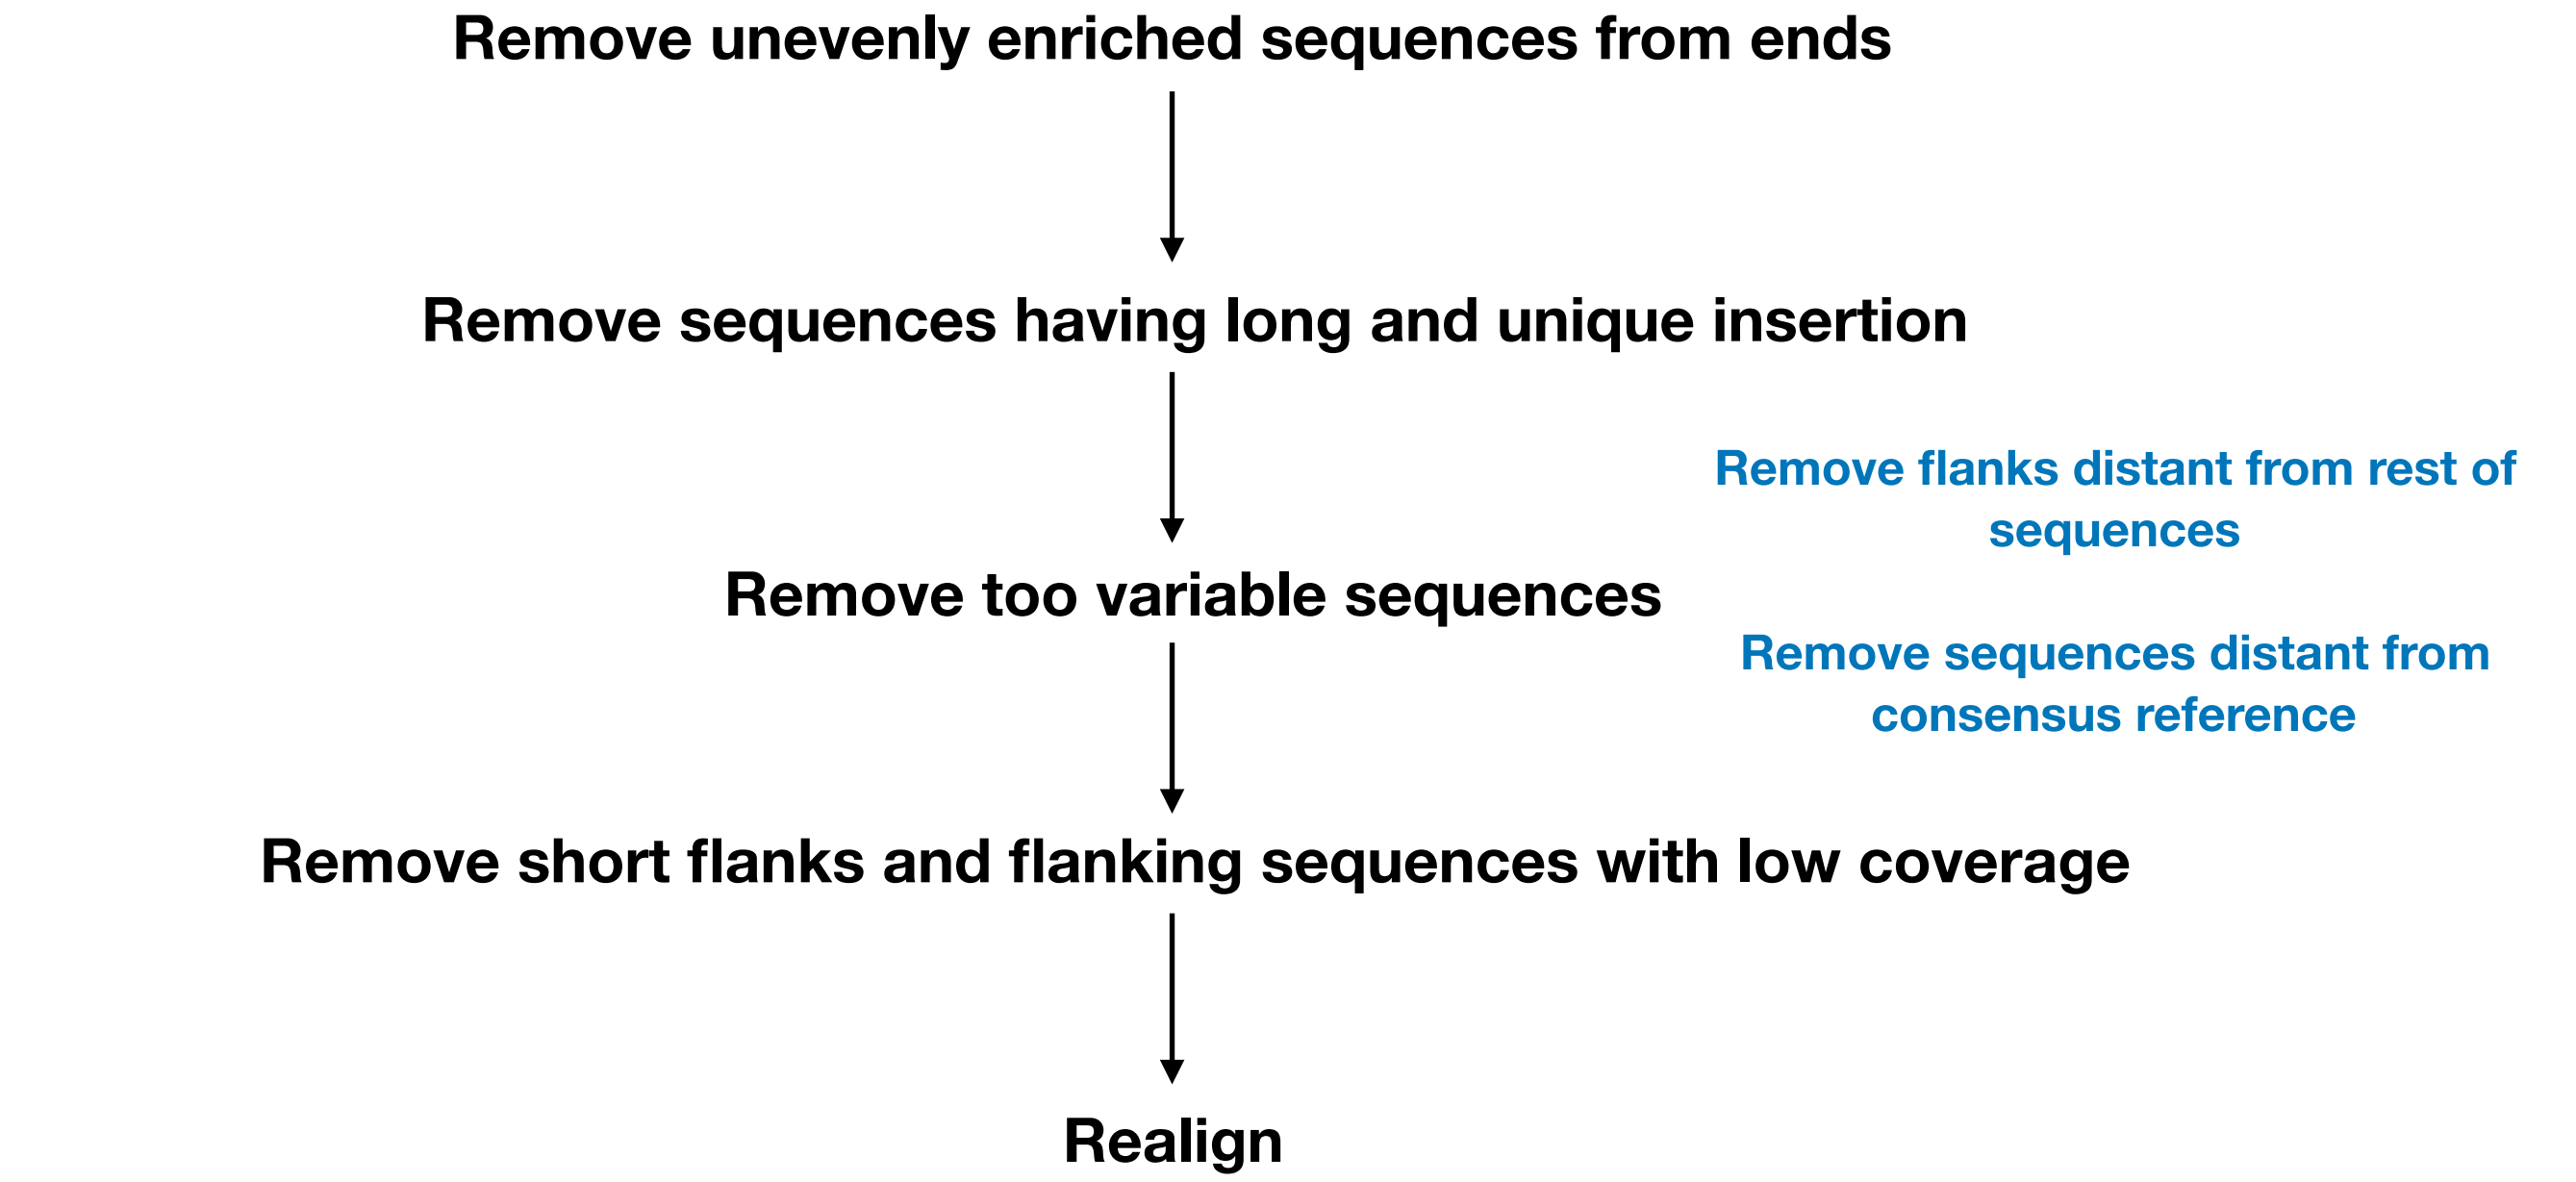 Remove unevenly enriched sequences from ends
Remove sequences having long and unique insertion
Remove flanks distant from rest of
sequences
Remove too variable sequences
Remove sequences distant from
consensus reference
Remove short flanks and flanking sequences with low coverage
Realign